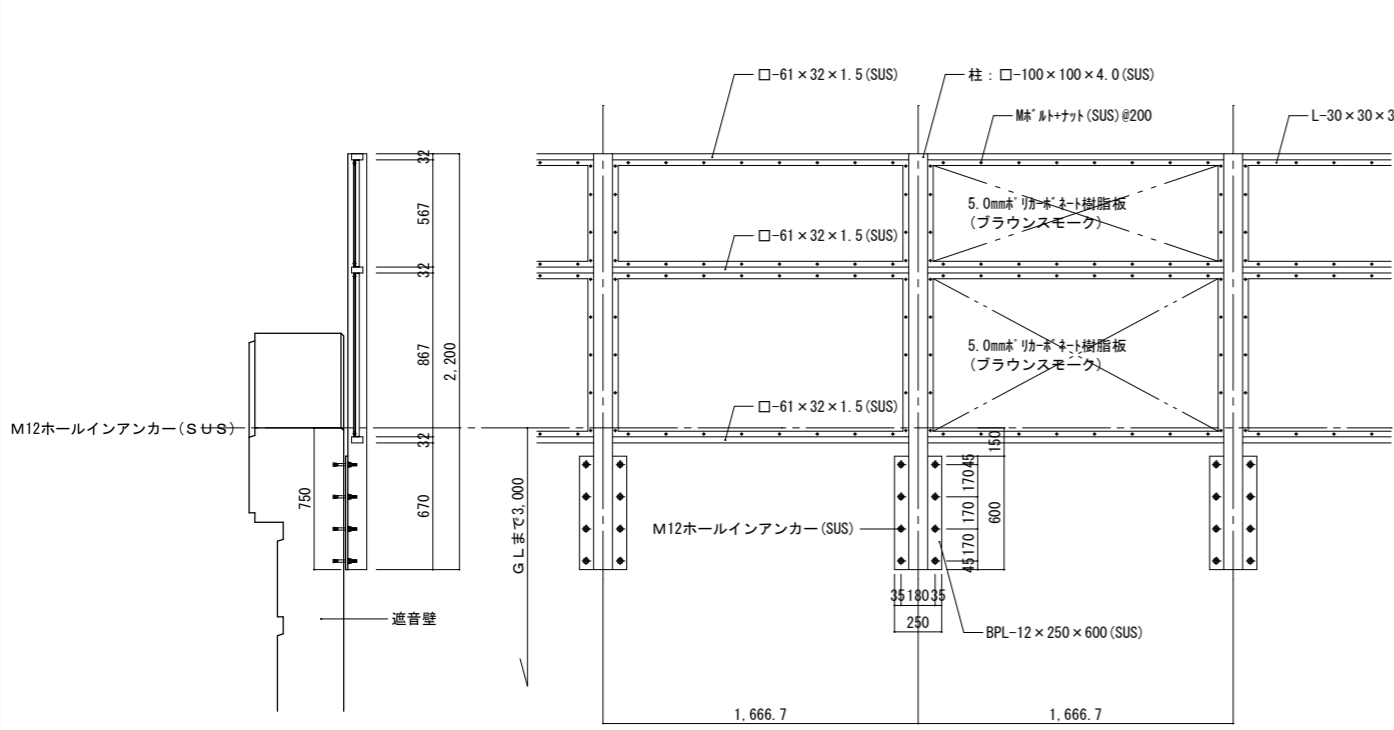 □-61×32×1.5(SUS)
柱：□-100×100×4.0(SUS)
Mボルト+ナット(SUS)@200
L-30×30×3
32
567
5.0mmポリカーボネート樹脂板
(ブラウンスモーク)
□-61×32×1.5(SUS)
32
867
2,200
5.0mmポリカーボネート樹脂板
(ブラウンスモーク)
□-61×32×1.5(SUS)
M12ホールインアンカー(SUS)
32
150
45
170
750
670
GLまで3,000
M12ホールインアンカー(SUS)
170
600
170
45
35
180
35
遮音壁
250
BPL-12×250×600(SUS)
1,666.7
1,666.7